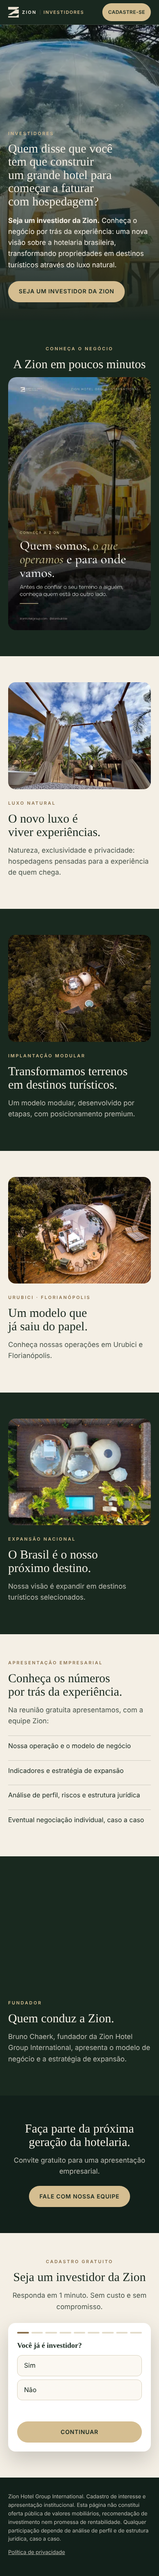 ZION INVESTIDORES
CADASTRE-SE
INVESTIDORES
Quem disse que você
tem que construir
um grande hotel para
começar a faturar
com hospedagem?
Seja um investidor da Zion. Conheça o
negócio por trás da experiência: uma nova
visão sobre a hotelaria brasileira,
transformando propriedades em destinos
turísticos através do luxo natural.
SEJA UM INVESTIDOR DA ZION
CONHEÇA O NEGÓCIO
A Zion em poucos minutos
CONHEÇA A ZION
Quem somos, o que
operamos e para onde
vamos.
Antes de confiar o seu terreno a alguém,
conheça quem está do outro lado.
LUXO NATURAL
O novo luxo é
viver experiências.
Natureza, exclusividade e privacidade:
hospedagens pensadas para a experiência
de quem chega.
IMPLANTAÇÃO MODULAR
Transformamos terrenos
em destinos turísticos.
Um modelo modular, desenvolvido por
etapas, com posicionamento premium.
URUBICI · FLORIANÓPOLIS
Um modelo que
já saiu do papel.
Conheça nossas operações em Urubici e
Florianópolis.
EXPANSÃO NACIONAL
O Brasil é o nosso
próximo destino.
Nossa visão é expandir em destinos
turísticos selecionados.
APRESENTAÇÃO EMPRESARIAL
Conheça os números
por trás da experiência.
Na reunião gratuita apresentamos, com a
equipe Zion:
Nossa operação e o modelo de negócio
Indicadores e estratégia de expansão
Análise de perfil, riscos e estrutura jurídica
Eventual negociação individual, caso a caso
FUNDADOR
Quem conduz a Zion.
Bruno Chaerk, fundador da Zion Hotel
Group International, apresenta o modelo de
negócio e a estratégia de expansão.
Faça parte da próxima
geração da hotelaria.
Convite gratuito para uma apresentação
empresarial.
FALE COM NOSSA EQUIPE
CADASTRO GRATUITO
Seja um investidor da Zion
Responda em 1 minuto. Sem custo e sem
compromisso.
Você já é investidor?
Sim
Não
CONTINUAR
Zion Hotel Group International. Cadastro de interesse e
apresentação institucional. Esta página não constitui
oferta pública de valores mobiliários, recomendação de
investimento nem promessa de rentabilidade. Qualquer
participação depende de análise de perfil e de estrutura
jurídica, caso a caso.
Política de privacidade